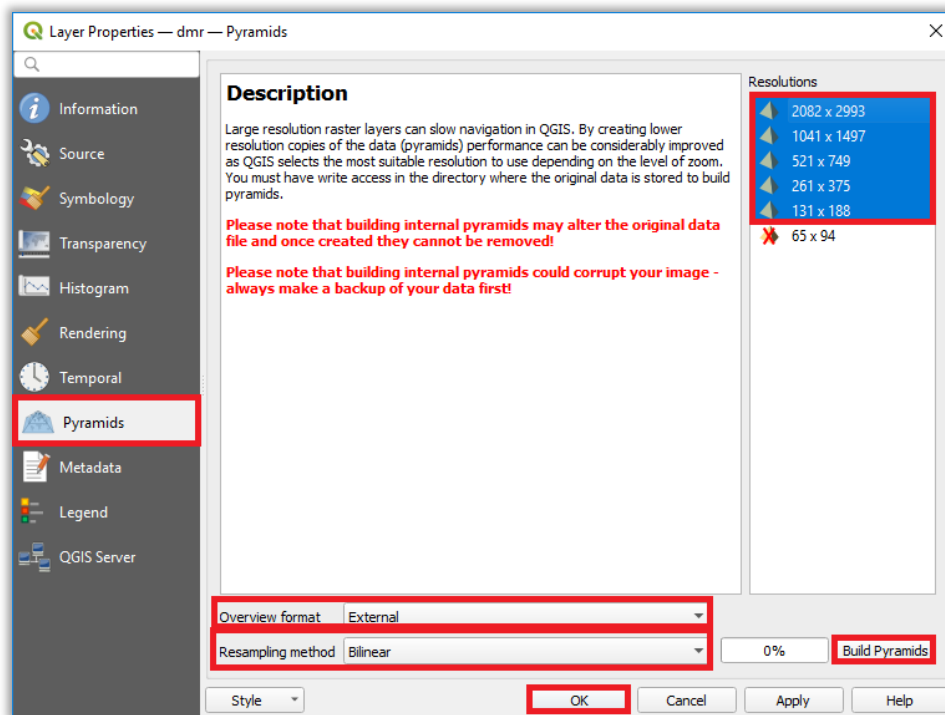 Layer Properties — dmr — Pyramids
Information
Source
Symbology
Transparency
Histogram
Rendering
Temporal
Pyramids
Metadata
Legend
QGIS Server
Description
Large resolution raster layers can slow navigation in QGIS. By creating lower
resolution copies of the data (pyramids) performance can be considerably improved
as QGIS selects the most suitable resolution to use depending on the level of zoom.
You must have write access in the directory where the original data is stored to build
pyramids.
Please note that building internal pyramids may alter the original data
file and once created they cannot be removed!
Please note that building internal pyramids could corrupt your image -
always make a backup of your data first!
Resolutions
2082 x 2993
1041 x 1497
521 x 749
261 x 375
131 x 188
65 x 94
Overview format External
Resampling method Bilinear 0% Build Pyramids
Style OK Cancel Apply Help